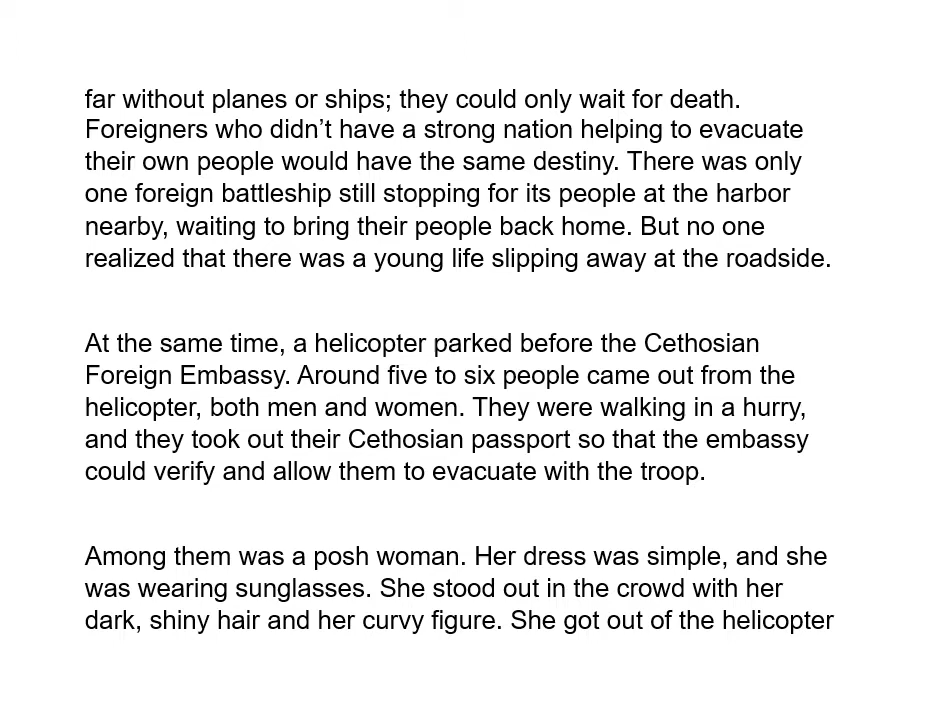 far without planes or ships; they could only wait for death.
Foreigners who didn’t have a strong nation helping to evacuate
their own people would have the same destiny. There was only
one foreign battleship still stopping for its people at the harbor
nearby, waiting to bring their people back home. But no one
realized that there was a young life slipping away at the roadside.
At the same time, a helicopter parked before the Cethosian
Foreign Embassy. Around five to six people came out from the
helicopter, both men and women. They were walking in a hurry,
and they took out their Cethosian passport so that the embassy
could verify and allow them to evacuate with the troop.
Among them was a posh woman. Her dress was simple, and she
was wearing sunglasses. She stood out in the crowd with her
dark, shiny hair and her curvy figure. She got out of the helicopter